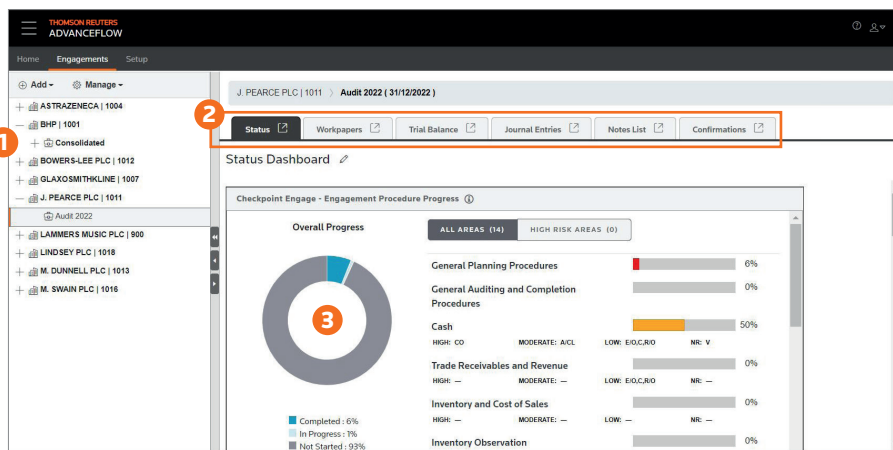 THOMSON REUTERS
ADVANCEFLOW
Home Engagements Setup
Add Manage
ASTRAZENECA | 1004
BHP | 1001
Consolidated
BOWERS-LEE PLC | 1012
GLAXOSMITHKLINE | 1007
J. PEARCE PLC | 1011
Audit 2022
LAMMERS MUSIC PLC | 900
LINDSEY PLC | 1018
M. DUNNELL PLC | 1013
M. SWAIN PLC | 1016
1
J. PEARCE PLC | 1011 Audit 2022 ( 31/12/2022 )
2
Status Workpapers Trial Balance Journal Entries Notes List Confirmations
Status Dashboard
Checkpoint Engage - Engagement Procedure Progress
Overall Progress
3
Completed : 6%
In Progress : 1%
Not Started : 93%
ALL AREAS (14) HIGH RISK AREAS (0)
General Planning Procedures 6%
General Auditing and Completion 0%
Procedures
Cash 50%
HIGH: CO MODERATE: A/CL LOW: E/O,C,R/O NR: V
Trade Receivables and Revenue 0%
HIGH: — MODERATE: — LOW: E/O,C,R/O NR: —
Inventory and Cost of Sales 0%
HIGH: — MODERATE: — LOW: — NR: —
Inventory Observation 0%